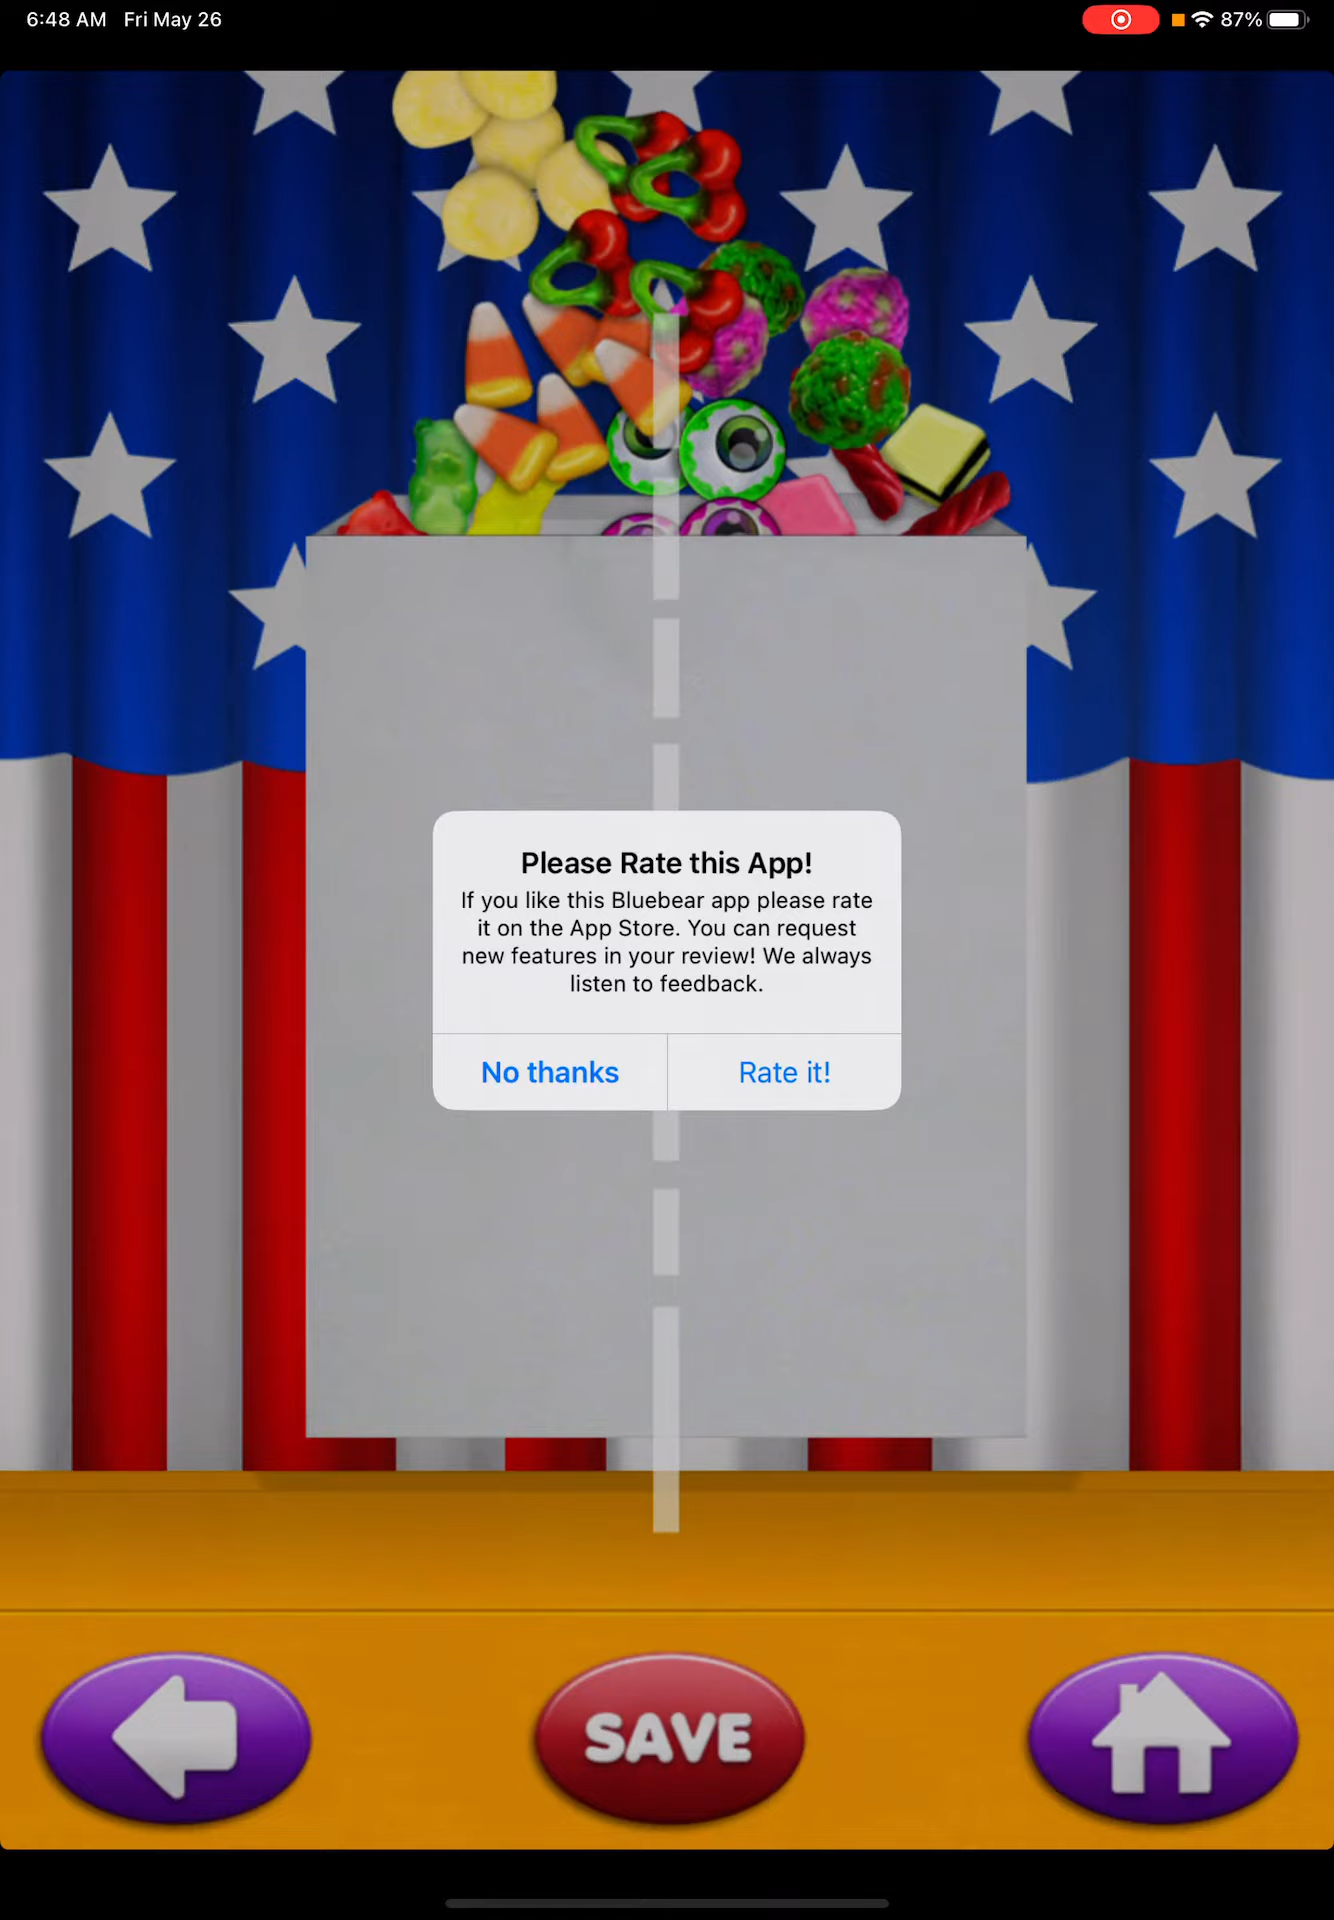 6:48 AM Fri May 26 87%
Please Rate this App!
If you like this Bluebear app please rate
it on the App Store. You can request
new features in your review! We always
listen to feedback.
No thanks Rate it!
SAVE